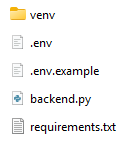 venv
.env
.env.example
backend.py
requirements.txt